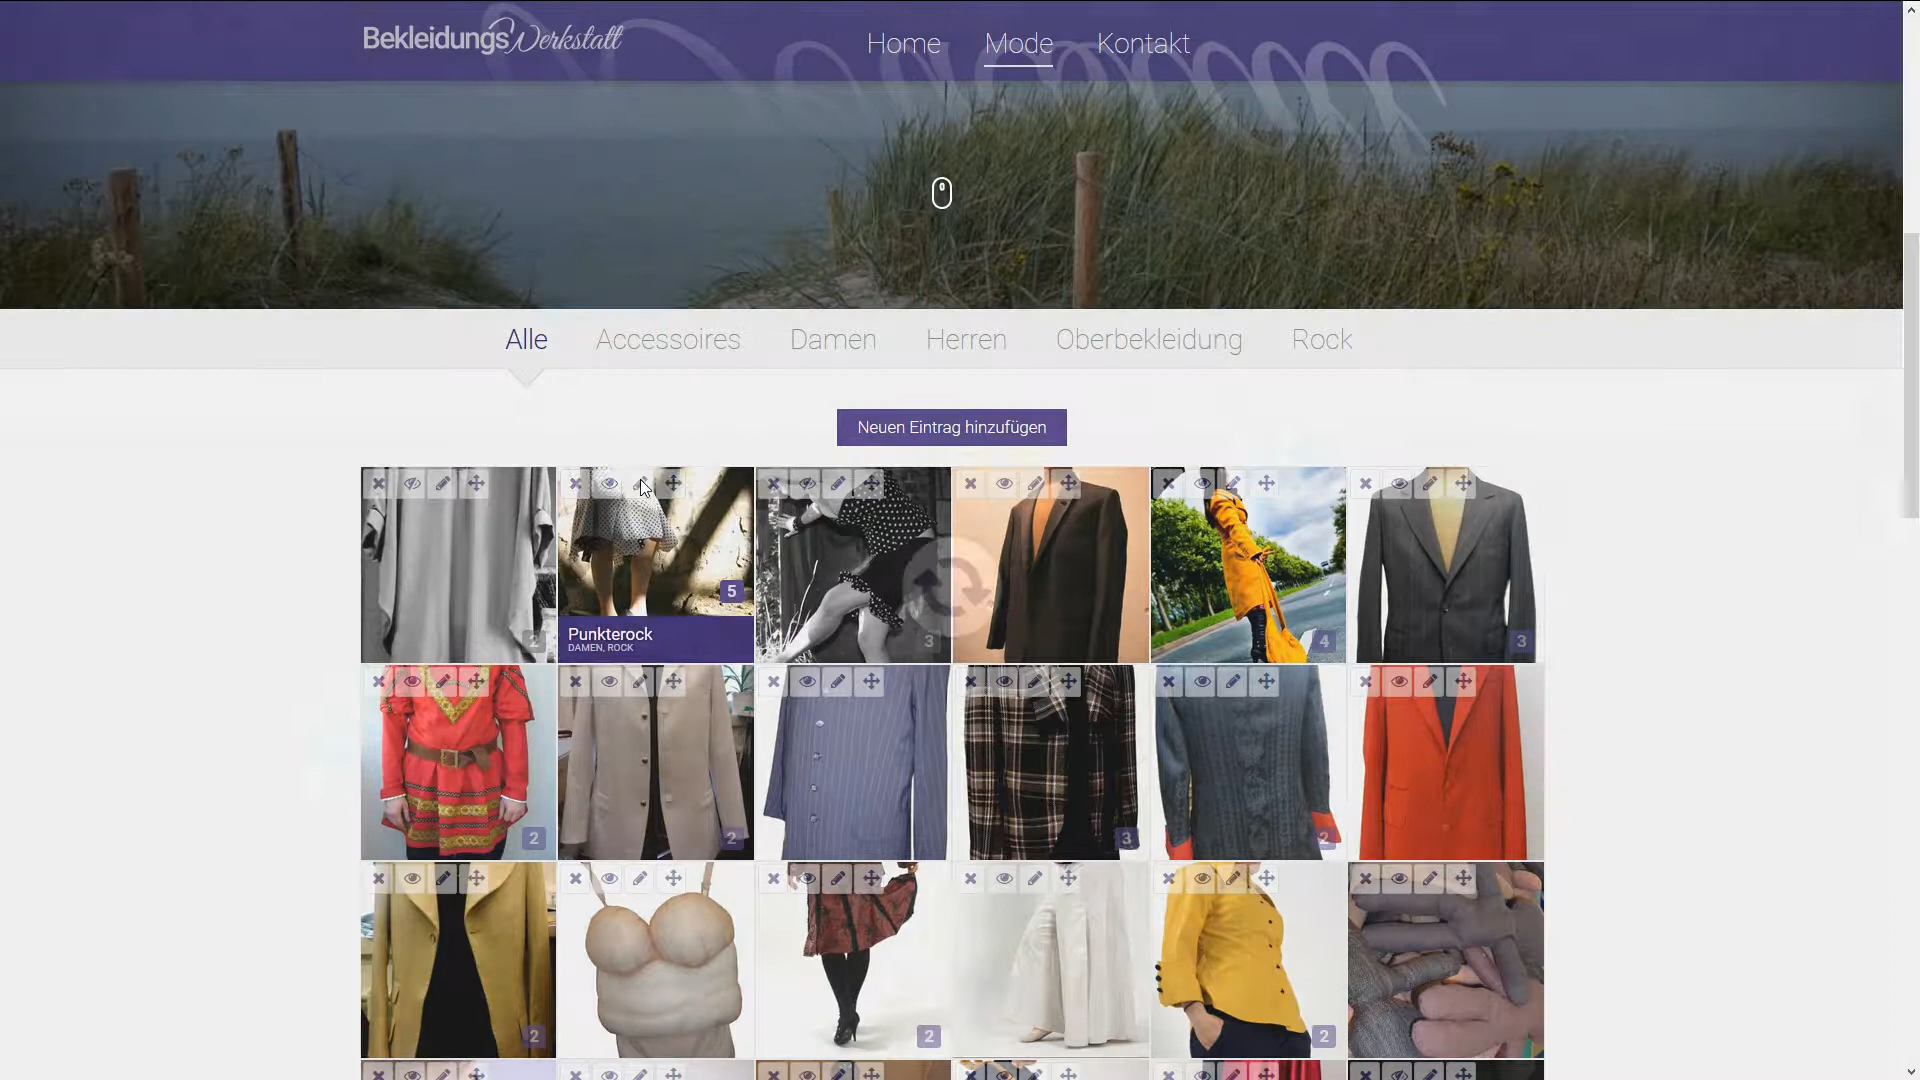 BekleidungsWerkstatt
Home Mode Kontakt
Alle Accessoires Damen Herren Oberbekleidung Rock
Neuen Eintrag hinzufügen
5
Punkterock
DAMEN, ROCK
2
3
4
3
2
2
3
2
2
2
2